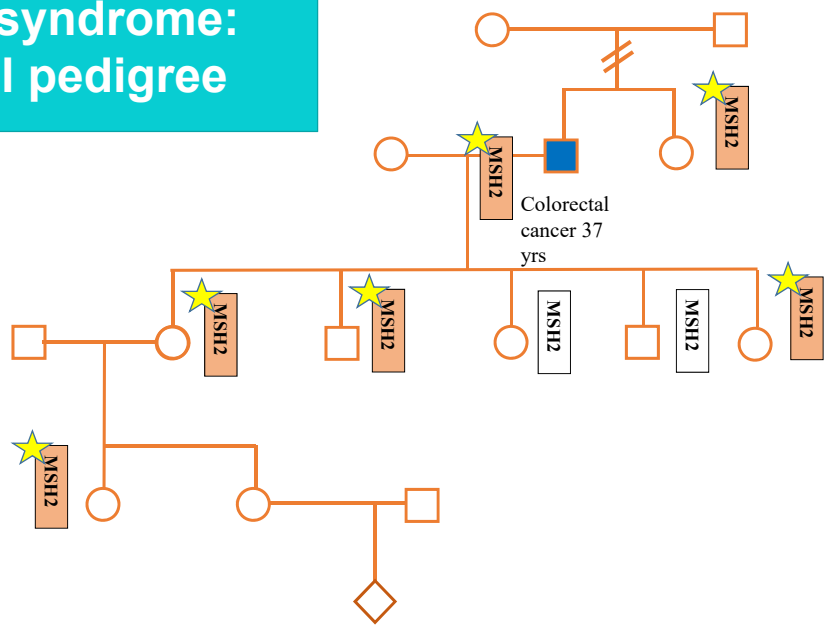 syndrome:
l pedigree
MSH2
MSH2
Colorectal
cancer 37
yrs
MSH2
MSH2
MSH2
MSH2
MSH2
MSH2